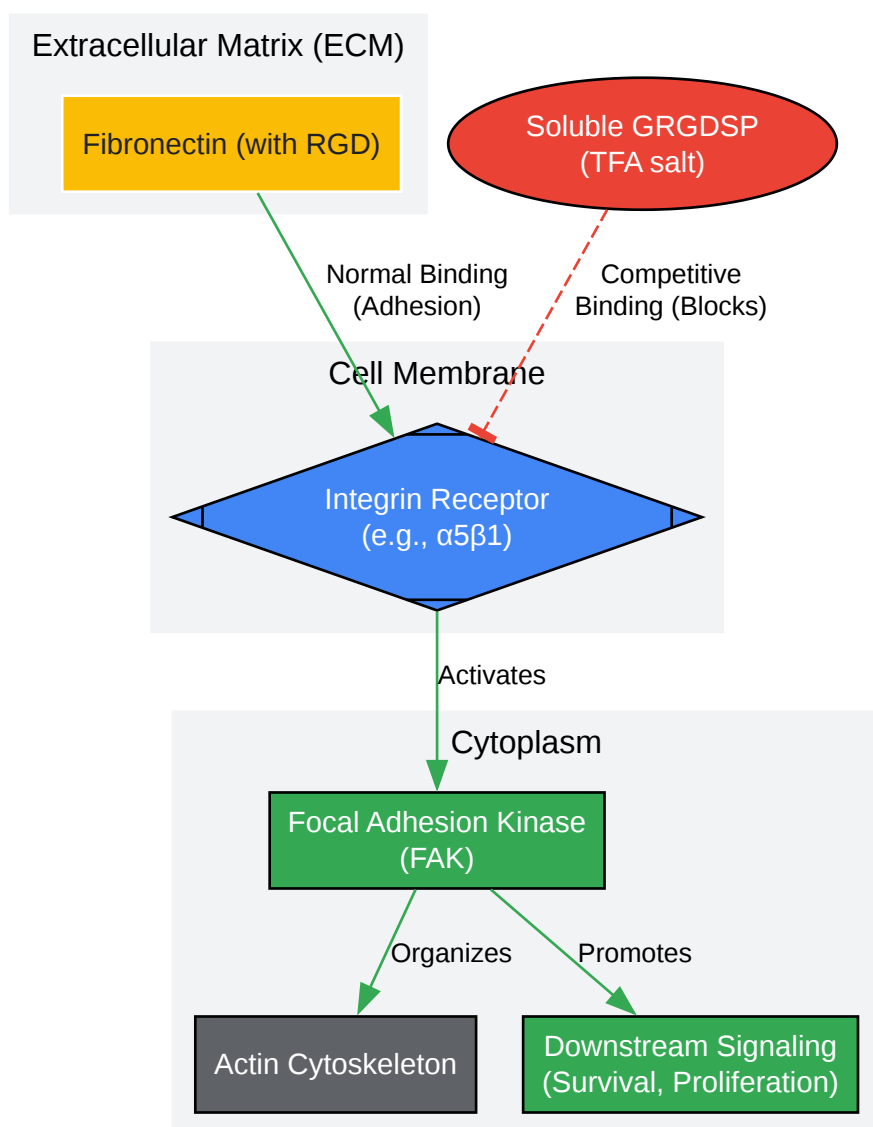 Extracellular Matrix (ECM)
Fibronectin (with RGD)
Soluble GRGDSP
(TFA salt)
Normal Binding
(Adhesion)
Competitive
Binding (Blocks)
Cell Membrane
Integrin Receptor
(e.g., α5β1)
Activates
Cytoplasm
Focal Adhesion Kinase
(FAK)
Organizes
Promotes
Actin Cytoskeleton
Downstream Signaling
(Survival, Proliferation)